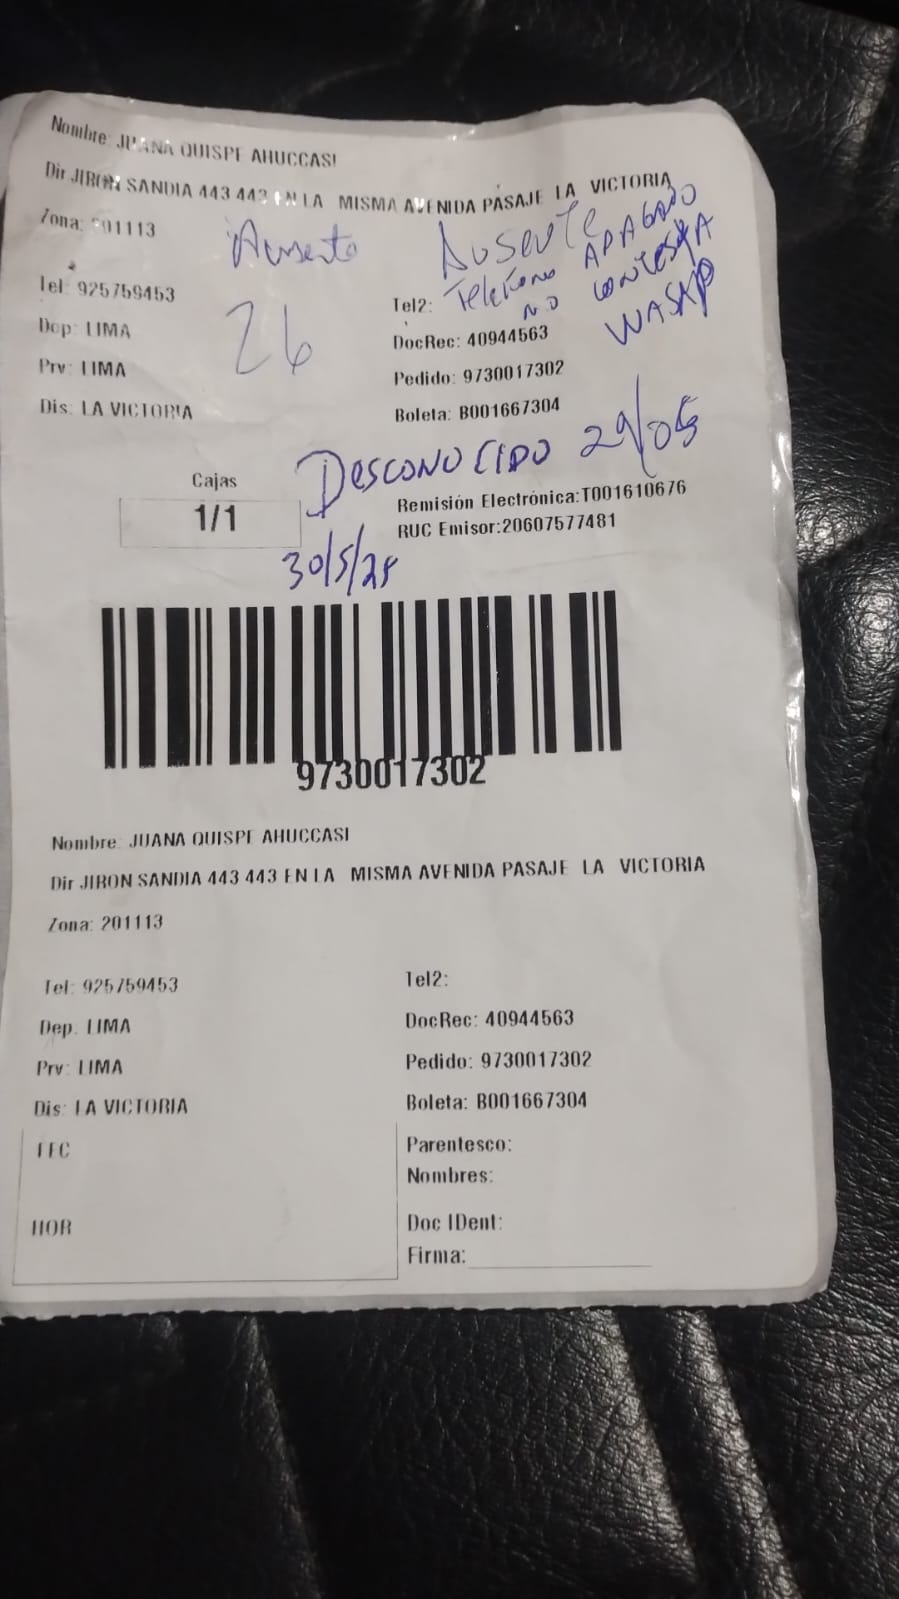 Nombre: JUANA QUISPE AHUCCASI
Dir JIRON SANDIA 443 443 EN LA MISMA AVENIDA PASAJE LA VICTORIA
Zona: 201113
Ausente
Ausente
Telefono APAGADO
NO CONTESTA
WASAP
26
Tel: 925759453
Tel2:
Dep: LIMA
DocRec: 40944563
Prv: LIMA
Pedido: 9730017302
Dis: LA VICTORIA
Boleta: B001667304
DESCONOCIDO 29/05
Cajas
1/1
Remisión Electrónica:T001610676
RUC Emisor:20607577481
30/5/25
9730017302
Nombre: JUANA QUISPE AHUCCASI
Dir JIRON SANDIA 443 443 EN LA MISMA AVENIDA PASAJE LA VICTORIA
Zona: 201113
Tel: 925759453
Tel2:
Dep. LIMA
DocRec: 40944563
Prv: LIMA
Pedido: 9730017302
Dis: LA VICTORIA
Boleta: B001667304
FEC
Parentesco:
Nombres:
HOR
Doc IDent:
Firma: